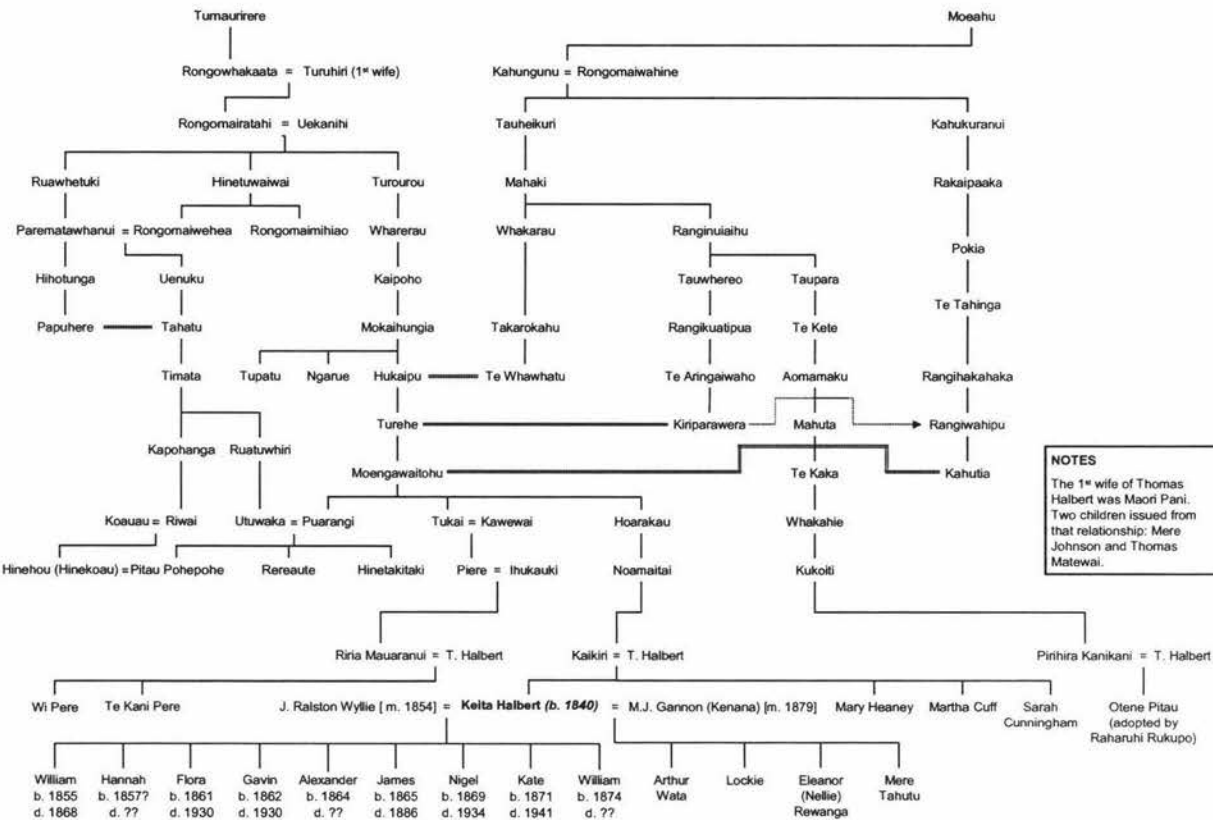 Tumaurirere Moeahu
Rongowhakaata = Turuhiri (1st wife) Kahungunu = Rongomaiwahine
Rongomairatahi = Uekanihi Tauheikuri Kahukuranui
Ruawhetuki Hinetuwaiwai Turourou Mahaki Rakaipaaka
Parematawhanui = Rongomaiwehea Rongomaimihiao Wharerau Whakarau Ranginuiaihu
Pokia
Hihotunga Uenuku Kaipoho Tauwhereo Taupara
Te Tahinga
Papuhere Tahatu Mokaihungia Takarokahu Rangikuatipua Te Kete
Timata Tupatu Ngarue Hukaipu Te Whawhatu Te Aringaiwaho Aomamaku Rangihakahaka
Turehe Kiriparawera Mahuta Rangiwahipu
Kapohanga Ruatuwhiri
Moengawaitohu Te Kaka Kahutia
Koauau = Riwai Utuwaka = Puarangi Tukai = Kawewai Hoarakau Whakahie
Hinehou (Hinekoau) = Pitau Pohepohe Rereaute Hinetakitaki Piere = Ihukauki Noamaitai Kukoiti
NOTES
The 1st wife of Thomas
Halbert was Maori Pani.
Two children issued from
that relationship: Mere
Johnson and Thomas
Matewai.
Riria Mauaranui = T. Halbert Kaikiri = T. Halbert Pirihira Kanikani = T. Halbert
Wi Pere Te Kani Pere J. Ralston Wyllie [ m. 1854] = Keita Halbert (b. 1840) = M.J. Gannon (Kenana) [m. 1879] Mary Heaney Martha Cuff Sarah
Cunningham
Otene Pitau
(adopted by
Raharuhi Rukupo)
William Hannah Flora Gavin Alexander James Nigel Kate William Arthur Lockie Eleanor Mere
b. 1855 b. 1857? b. 1861 b. 1862 b. 1864 b. 1865 b. 1869 b. 1871 b. 1874 Wata (Nellie) Tahutu
d. 1868 d. ?? d. 1930 d. 1930 d. ?? d. 1886 d. 1934 d. 1941 d. ?? Rewanga